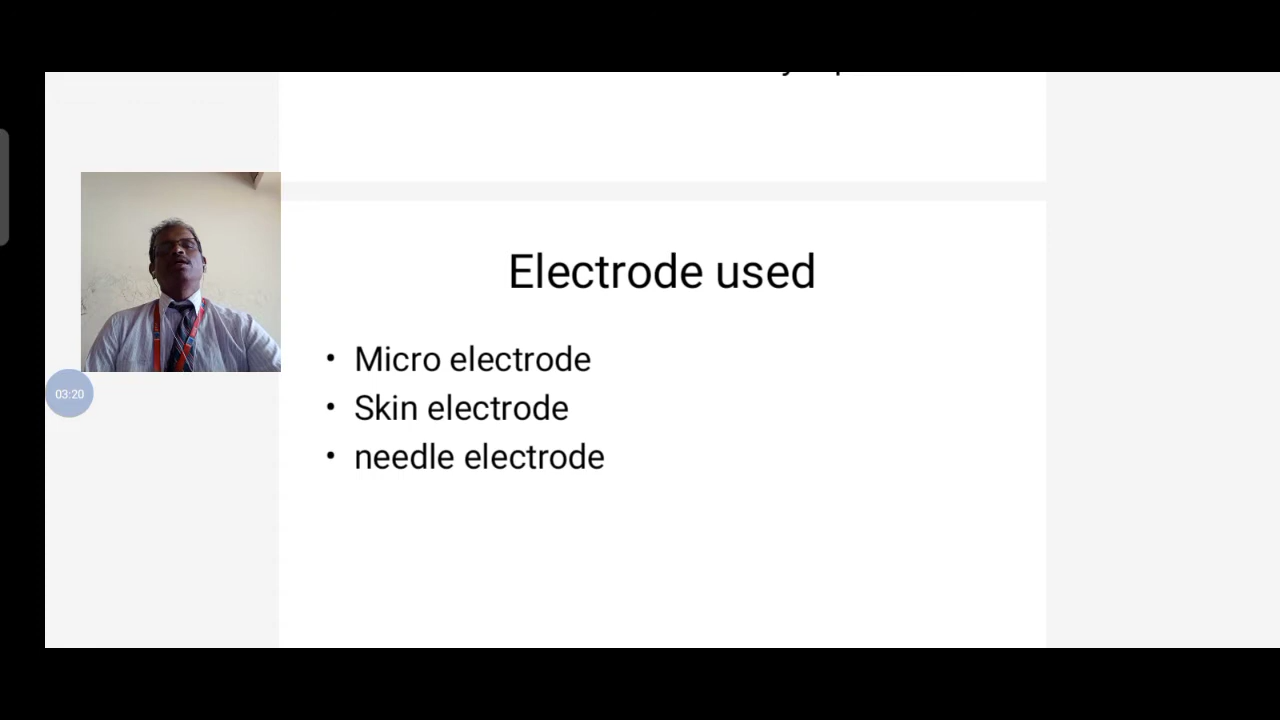 Electrode used
• Micro electrode
• Skin electrode
• needle electrode
03:20